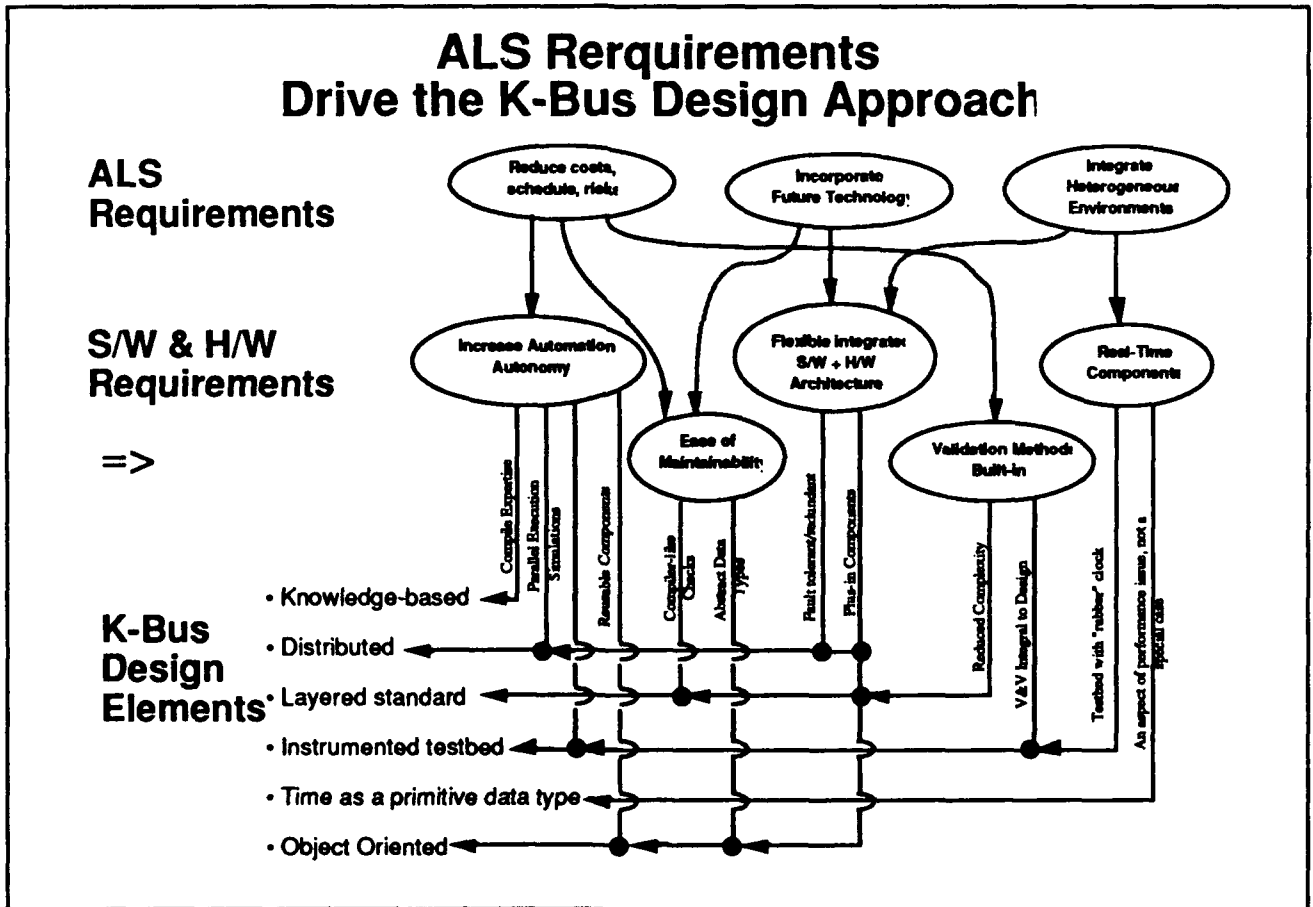 ALS Rerquirements
Drive the K-Bus Design Approach
ALS
Requirements
Reduce costs,
schedule, risks
Incorporate
Future Technology
Integrate
Heterogeneous
Environments
S/W & H/W
Requirements
=>
Increase Automation
Autonomy
Flexible Integrated
S/W + H/W
Architecture
Real-Time
Components
Ease of
Maintainability
Validation Methods
Built-in
Compile Expertise
Parallel Execution
Simulations
Reusable Components
Compiler-like
Checks
Abstract Data
Types
Fault tolerant/redundant
Plus-in Components
Reduced Complexity
V&V Integral to Design
Testbed with "rubber" clock
An aspect of performance issue, not a
special case
K-Bus
Design
Elements
• Knowledge-based
• Distributed
• Layered standard
• Instrumented testbed
• Time as a primitive data type
• Object Oriented